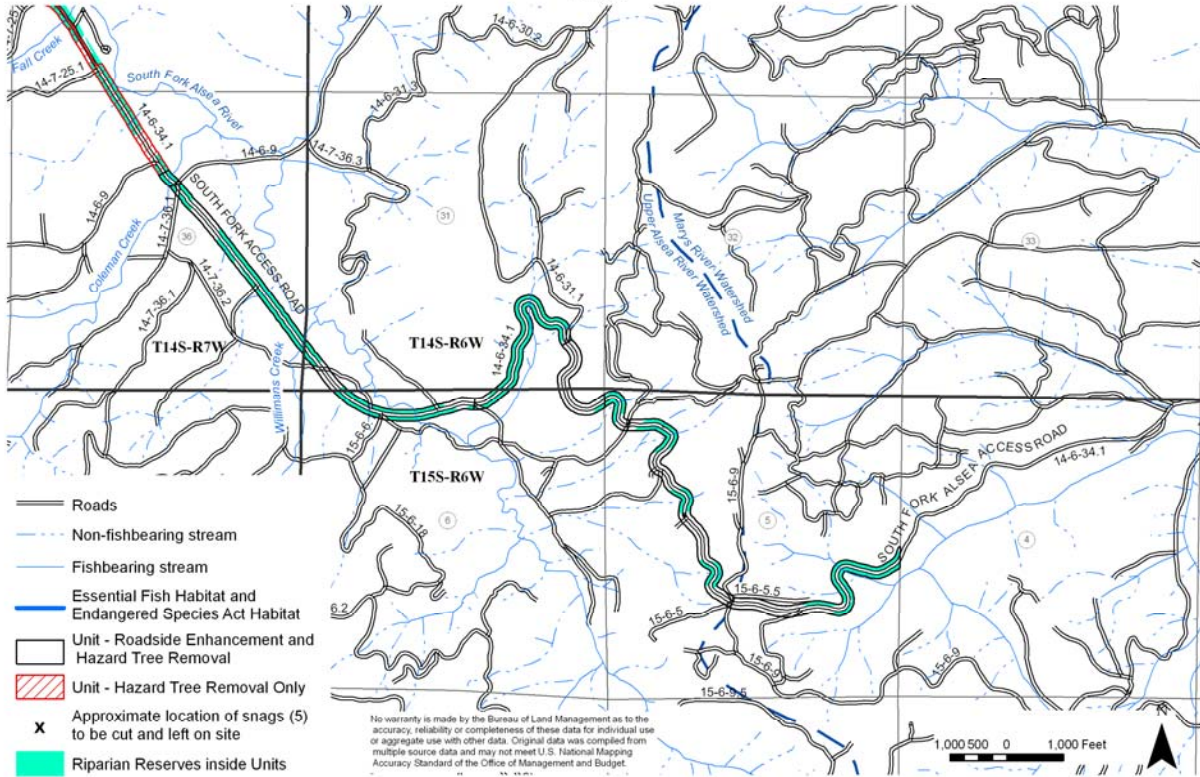 14-7-25
14-6-30.2
Fall Creek
14-7-25.1
South Fork Alsea River
14-6-34.1
14-6-31.3
14-6-9
14-7-36.3
SOUTH FORK ACCESS ROAD
14-6-9
14-7-36.1
Coleman Creek
36
31
32
33
Upper Alsea River Watershed
Marys River Watershed
14-7-36.1
14-7-36.2
14-6-31.1
T14S-R7W
T14S-R6W
14-6-34.1
Willimans Creek
15-6-6
T15S-R6W
6
15-6-18
15-6-9
5
SOUTH FORK ALSEA ACCESS ROAD
14-6-34.1
4
6.2
15-6-5
15-6-5.5
15-6-9
15-6-9
15-6-9.5
Roads
Non-fishbearing stream
Fishbearing stream
Essential Fish Habitat and
Endangered Species Act Habitat
Unit - Roadside Enhancement and
Hazard Tree Removal
Unit - Hazard Tree Removal Only
X Approximate location of snags (5)
to be cut and left on site
Riparian Reserves inside Units
No warranty is made by the Bureau of Land Management as to the
accuracy, reliability or completeness of these data for individual use
or aggregate use with other data. Original data was compiled from
multiple source data and may not meet U.S. National Mapping
Accuracy Standard of the Office of Management and Budget.
1,000 500 0 1,000 Feet